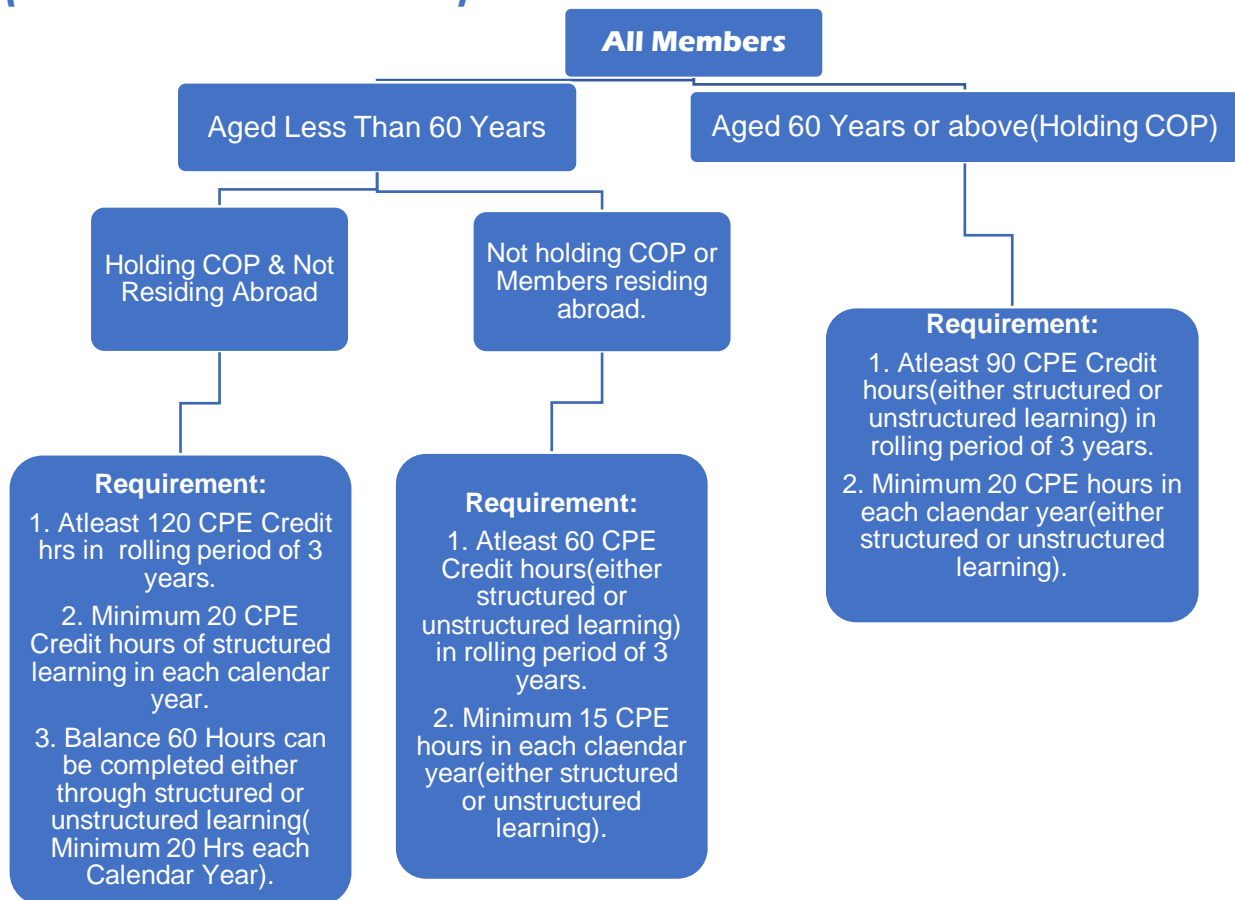 All Members
Aged Less Than 60 Years
Aged 60 Years or above(Holding COP)
Holding COP & Not
Residing Abroad
Not holding COP or
Members residing
abroad.
Requirement:
1. Atleast 120 CPE Credit
hrs in rolling period of 3
years.
2. Minimum 20 CPE
Credit hours of structured
learning in each calendar
year.
3. Balance 60 Hours can
be completed either
through structured or
unstructured learning(
Minimum 20 Hrs each
Calendar Year).
Requirement:
1. Atleast 60 CPE
Credit hours(either
structured or
unstructured learning)
in rolling period of 3
years.
2. Minimum 15 CPE
hours in each claendar
year(either structured
or unstructured
learning).
Requirement:
1. Atleast 90 CPE Credit
hours(either structured or
unstructured learning) in
rolling period of 3 years.
2. Minimum 20 CPE hours in
each claendar year(either
structured or unstructured
learning).